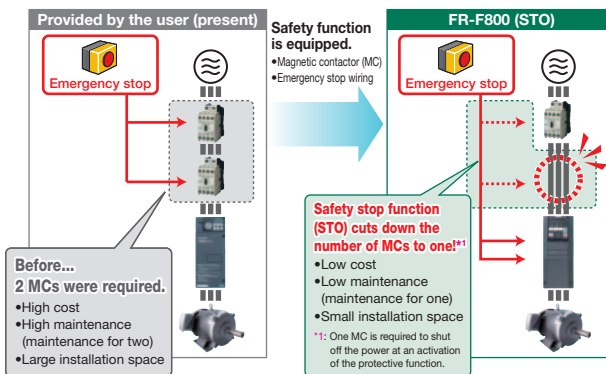 Provided by the user (present)
Emergency stop
Before...
2 MCs were required.
•High cost
•High maintenance
(maintenance for two)
•Large installation space
Safety function
is equipped.
•Magnetic contactor (MC)
•Emergency stop wiring
FR-F800 (STO)
Emergency stop
Safety stop function
(STO) cuts down the
number of MCs to one!*1
•Low cost
•Low maintenance
(maintenance for one)
•Small installation space
*1: One MC is required to shut
off the power at an activation
of the protective function.